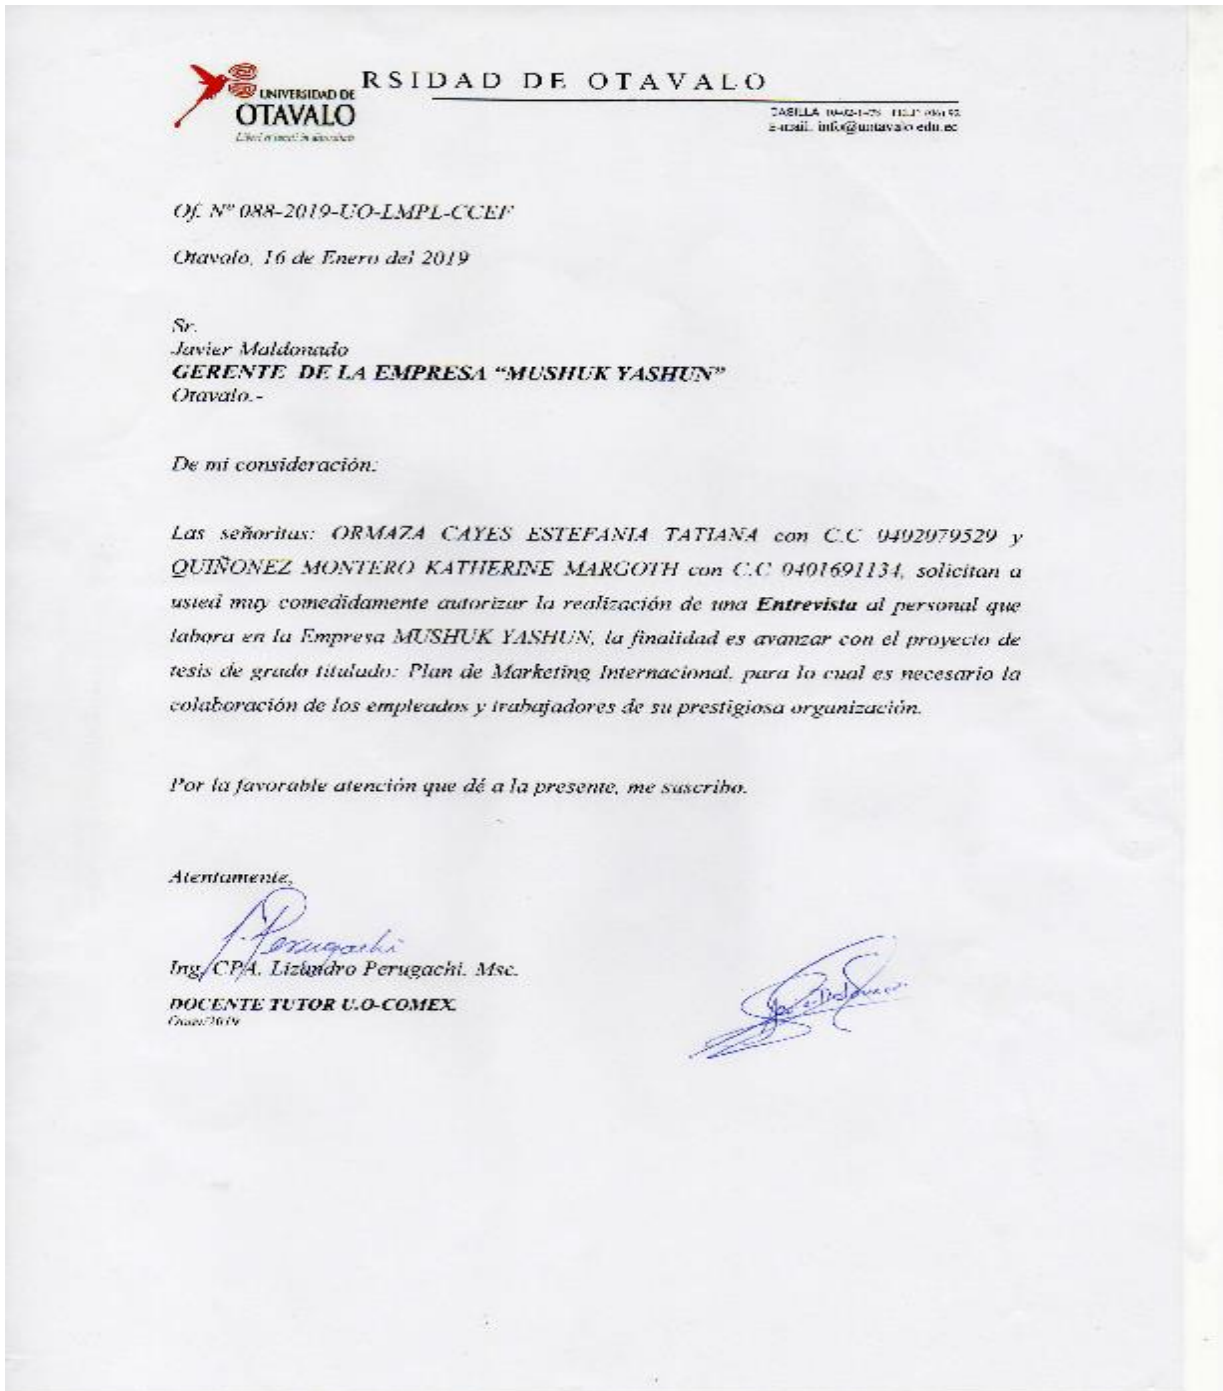 RSIDAD DE OTAVALO
UNIVERSIDAD DE
OTAVALO
CASILLA
E-mail: info@uotavalo.edu.ec
Of. Nº 088-2019-UO-LMPL-CCEF
Otavalo, 16 de Enero del 2019
Sr.
Javier Maldonado
GERENTE DE LA EMPRESA “MUSHUK YASHUN”
Otavalo.-
De mi consideración:
Las señoritas: ORMAZA CAYES ESTEFANIA TATIANA con C.C 0402079529 y
QUIÑONEZ MONTERO KATHERINE MARGOTH con C.C 0401691134, solicitan a
usted muy comedidamente autorizar la realización de una Entrevista al personal que
labora en la Empresa MUSHUK YASHUN, la finalidad es avanzar con el proyecto de
tesis de grado titulado: Plan de Marketing Internacional, para lo cual es necesario la
colaboración de los empleados y trabajadores de su prestigiosa organización.
Por la favorable atención que dé a la presente, me suscribo.
Atentamente,
Perugachi
Ing. CPA. Lizandro Perugachi. Msc.
DOCENTE TUTOR U.O-COMEX.